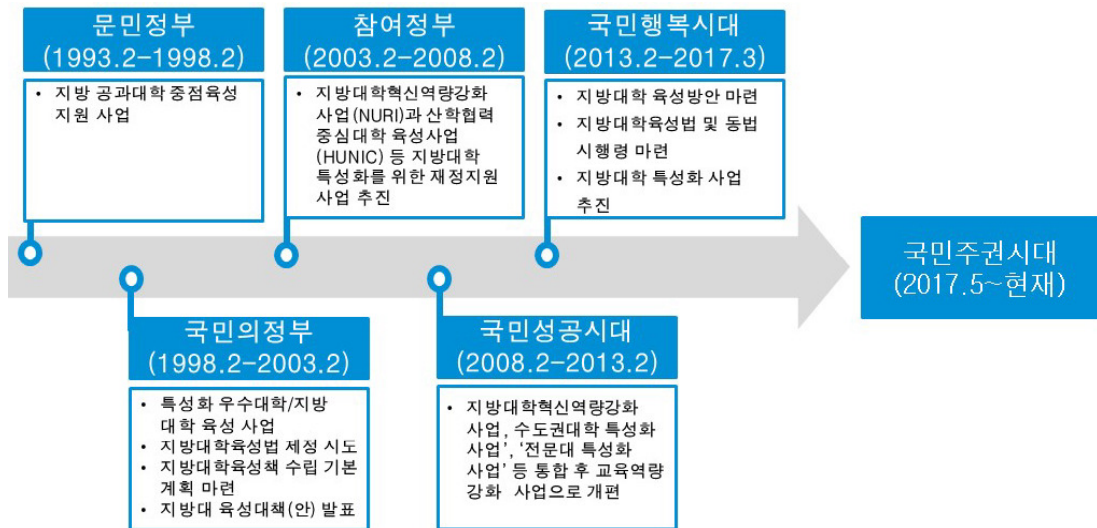 문민정부
(1993.2-1998.2)
• 지방 공과대학 중점육성
지원 사업
참여정부
(2003.2-2008.2)
• 지방대학혁신역량강화
사업(NURI)과 산학협력
중심대학 육성사업
(HUNIC) 등 지방대학
특성화를 위한 재정지원
사업 추진
국민행복시대
(2013.2-2017.3)
• 지방대학 육성방안 마련
• 지방대학육성법 및 동법
시행령 마련
• 지방대학 특성화 사업
추진
국민주권시대
(2017.5~현재)
국민의정부
(1998.2-2003.2)
• 특성화 우수대학/지방
대학 육성 사업
• 지방대학육성법 제정 시도
• 지방대학육성책 수립 기본
계획 마련
• 지방대 육성대책(안) 발표
국민성공시대
(2008.2-2013.2)
• 지방대학혁신역량강화
사업, 수도권대학 특성화
사업’, ‘전문대 특성화
사업’ 등 통합 후 교육역량
강화 사업으로 개편